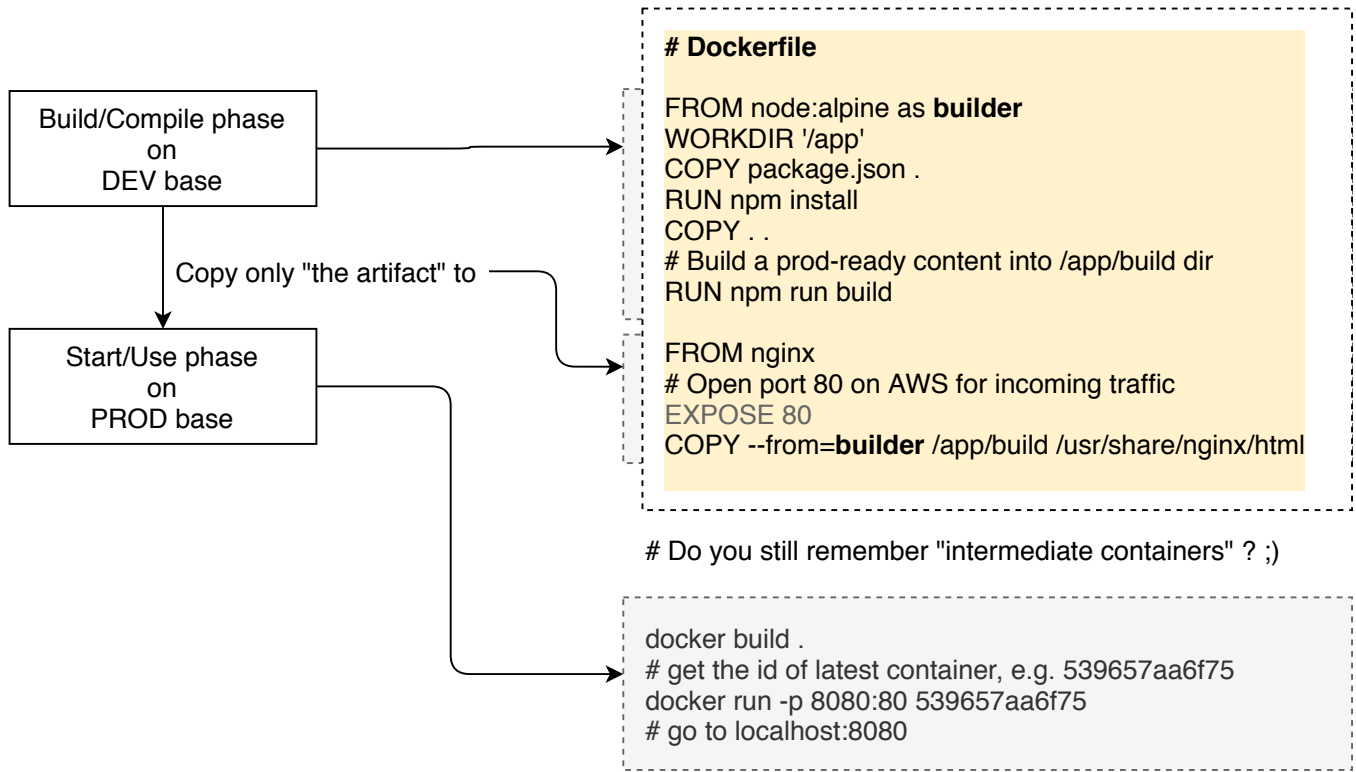 Build/Compile phase
on
DEV base
Copy only "the artifact" to
Start/Use phase
on
PROD base
# Dockerfile
FROM node:alpine as builder
WORKDIR '/app'
COPY package.json .
RUN npm install
COPY . .
# Build a prod-ready content into /app/build dir
RUN npm run build
FROM nginx
# Open port 80 on AWS for incoming traffic
EXPOSE 80
COPY --from=builder /app/build /usr/share/nginx/html
# Do you still remember "intermediate containers" ? ;)
docker build .
# get the id of latest container, e.g. 539657aa6f75
docker run -p 8080:80 539657aa6f75
# go to localhost:8080